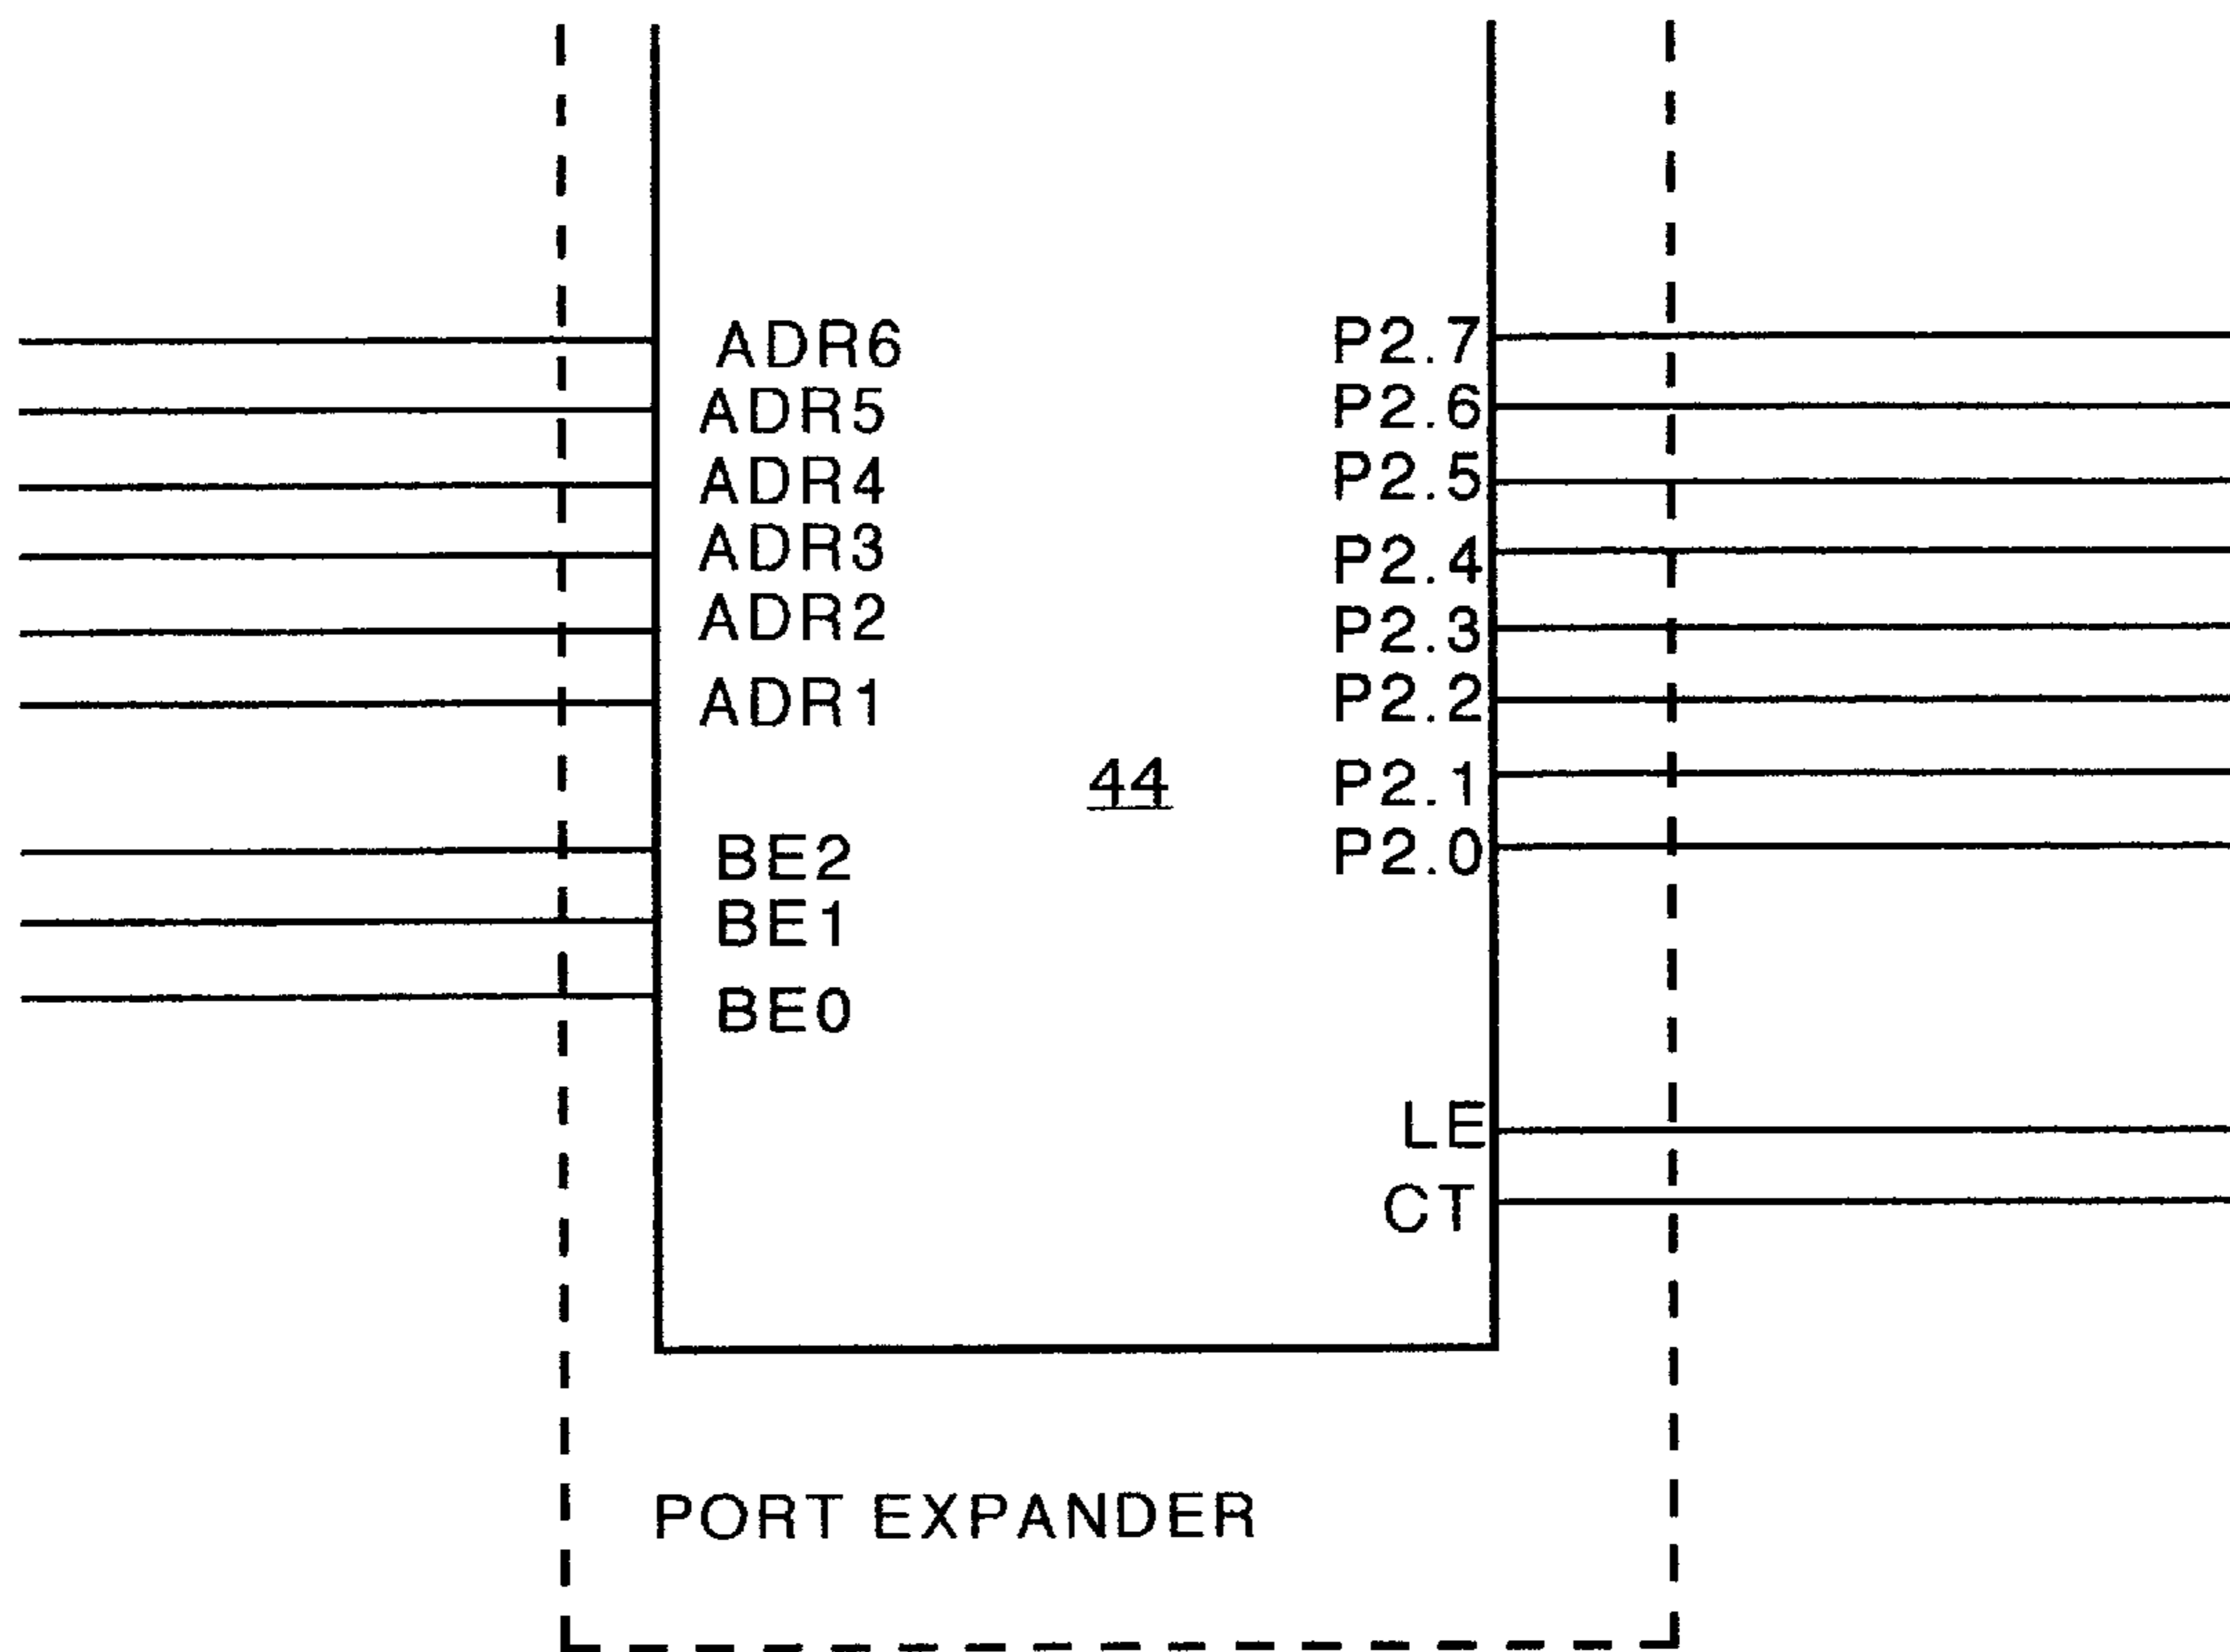 ADR6
ADR5
ADR4
ADR3
ADR2
ADR1
BE2
BE1
BE0
44
P2.7
P2.6
P2.5
P2.4
P2.3
P2.2
P2.1
P2.0
LE
CT
PORT EXPANDER